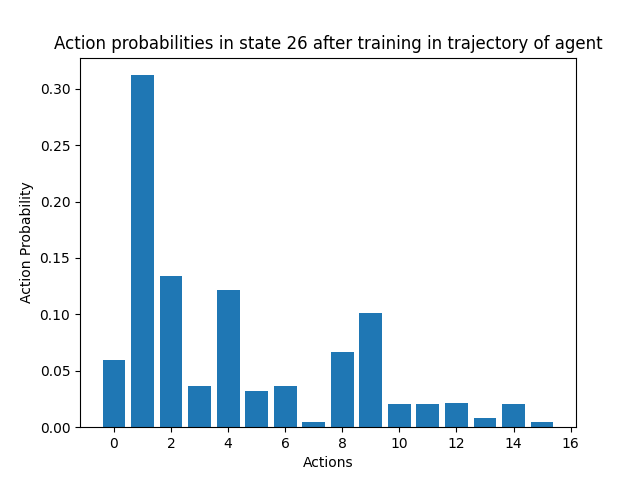 Action probabilities in state 26 after training in trajectory of agent
0.30
0.25
0.20
0.15
0.10
0.05
0.00
Action Probability
0 2 4 6 8 10 12 14 16
Actions